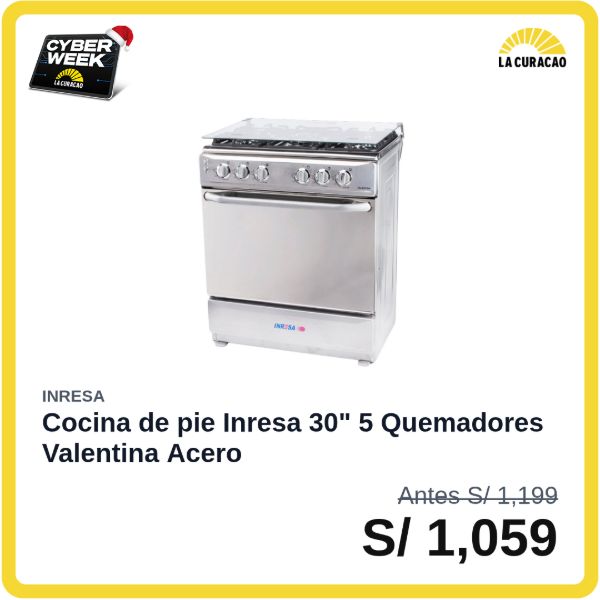 CYBER
WEEK
LA CURACAO
LA CURACAO
INRESA
INRESA
Cocina de pie Inresa 30" 5 Quemadores
Valentina Acero
Antes S/ 1,199
S/ 1,059